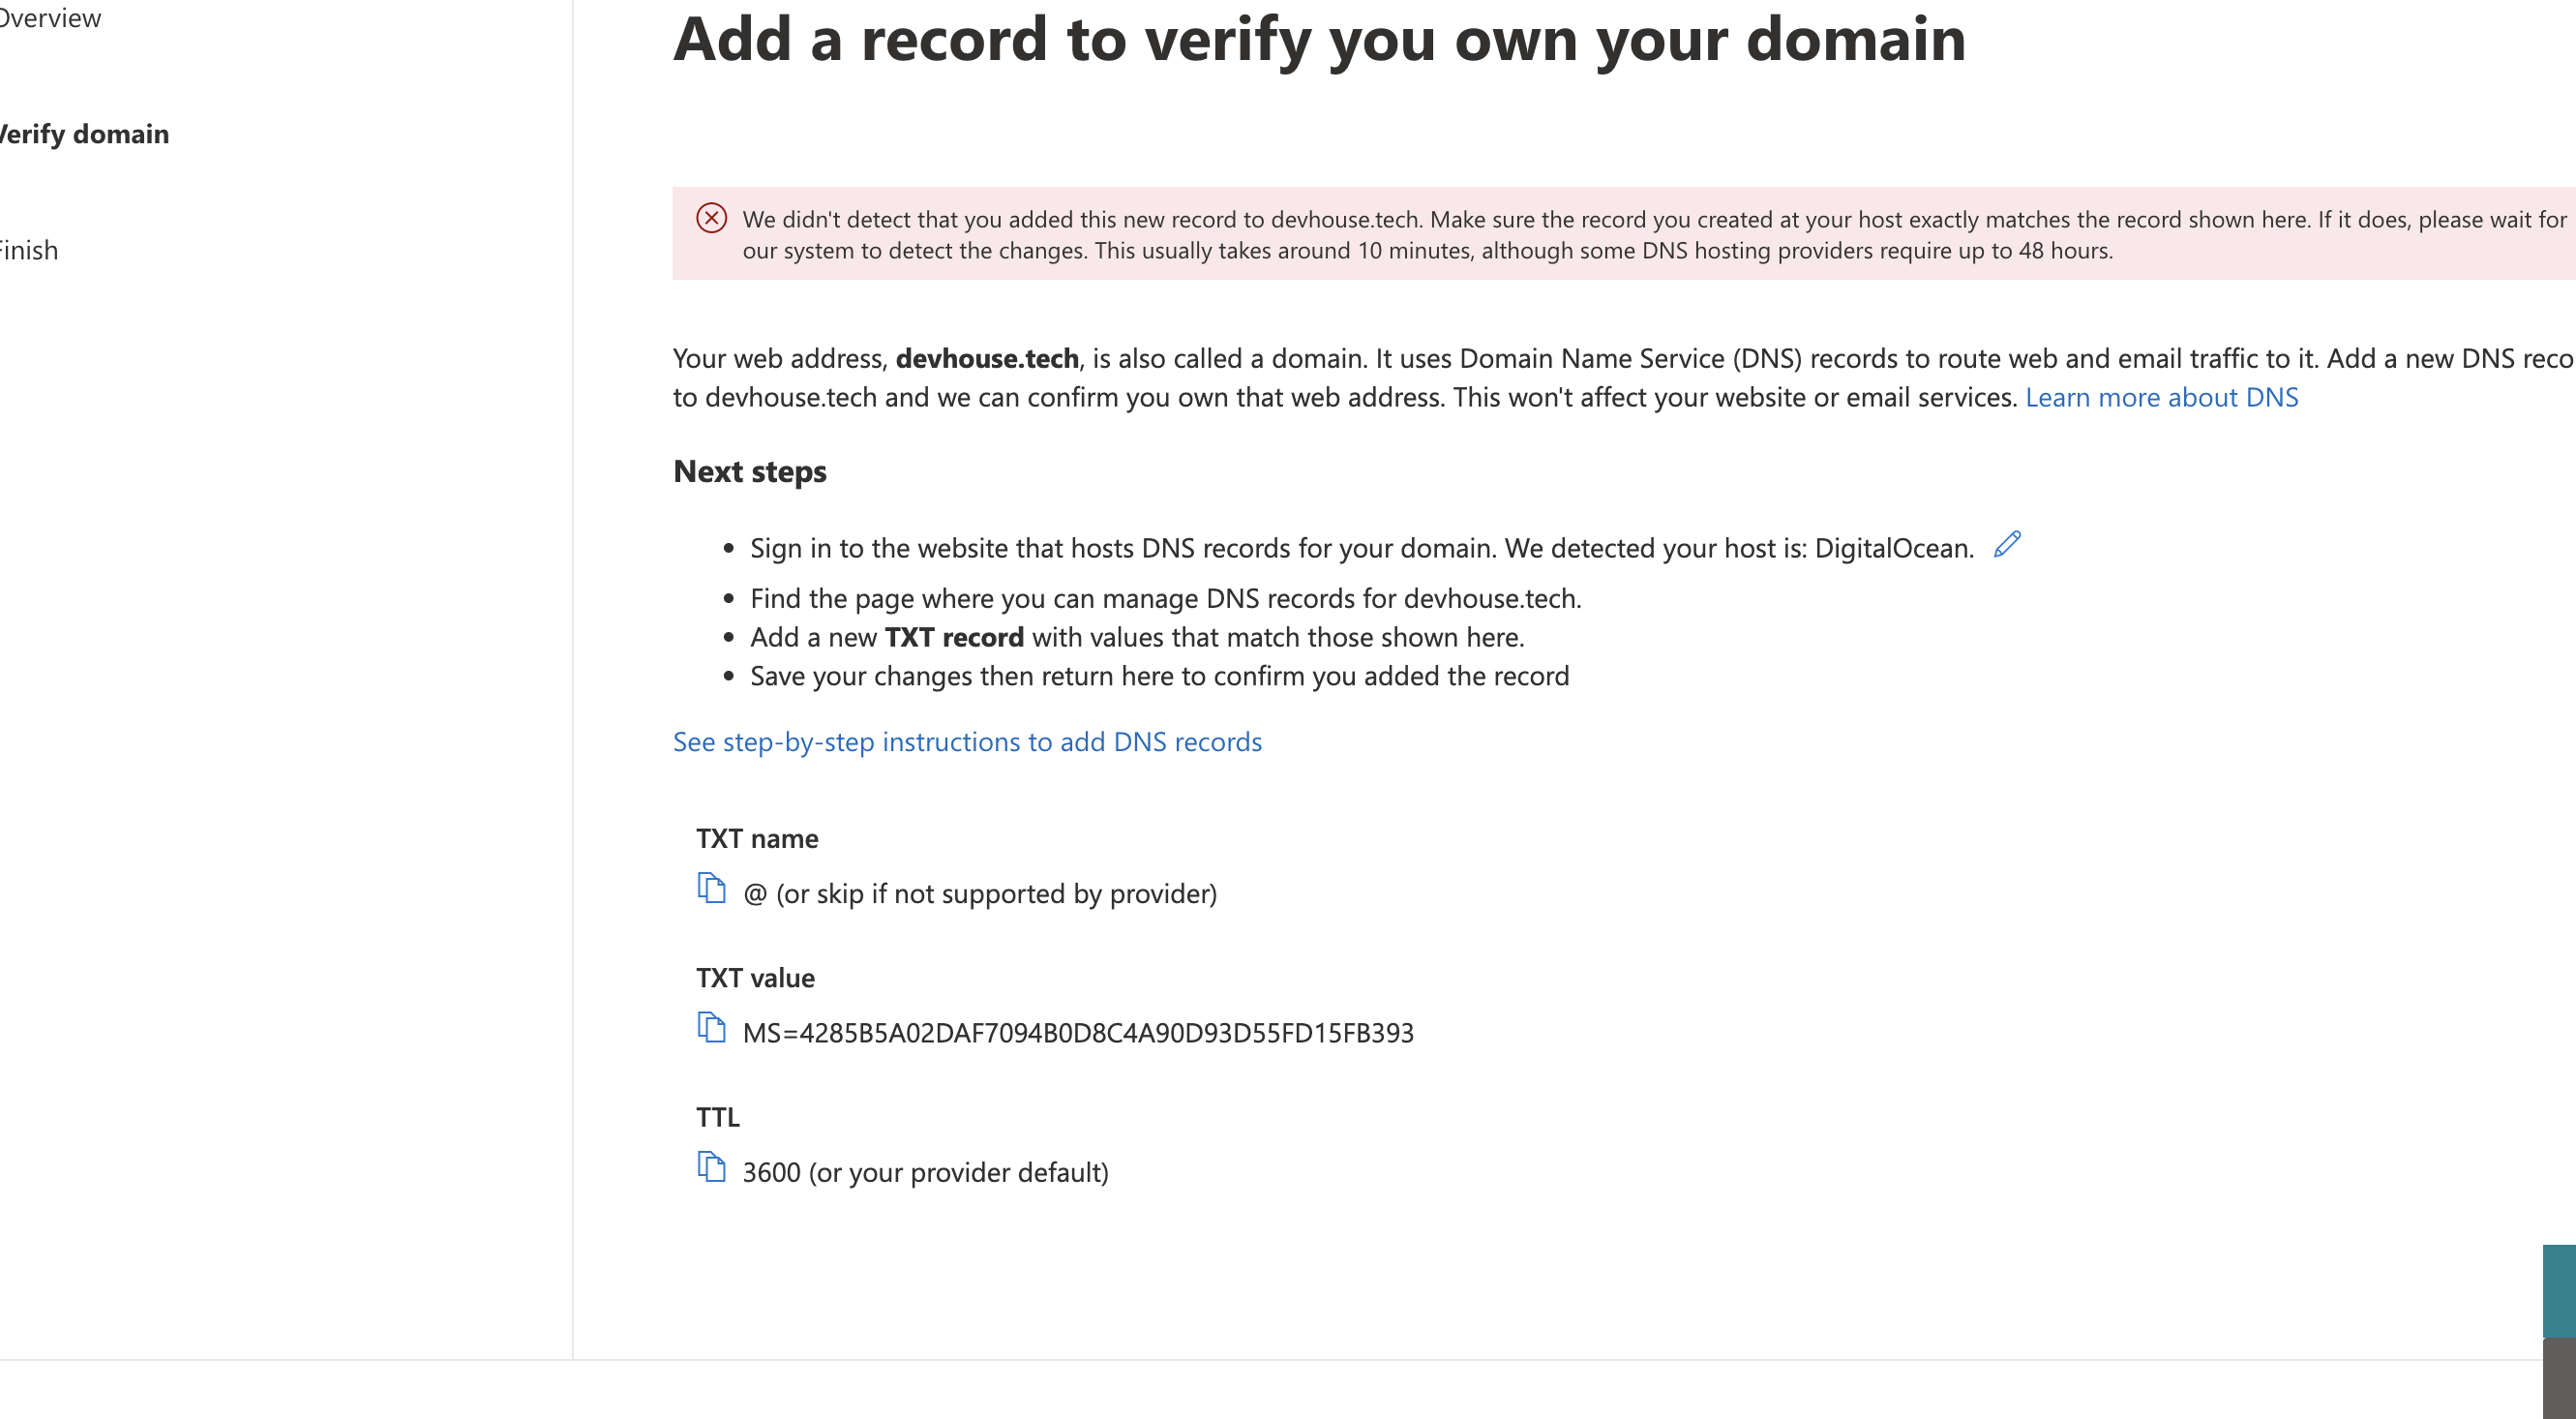 Overview
Add a record to verify you own your domain
Verify domain
We didn't detect that you added this new record to devhouse.tech. Make sure the record you created at your host exactly matches the record shown here. If it does, please wait for
our system to detect the changes. This usually takes around 10 minutes, although some DNS hosting providers require up to 48 hours.
Finish
Your web address, devhouse.tech, is also called a domain. It uses Domain Name Service (DNS) records to route web and email traffic to it. Add a new DNS reco
to devhouse.tech and we can confirm you own that web address. This won't affect your website or email services. Learn more about DNS
Next steps
• Sign in to the website that hosts DNS records for your domain. We detected your host is: DigitalOcean.
• Find the page where you can manage DNS records for devhouse.tech.
• Add a new TXT record with values that match those shown here.
• Save your changes then return here to confirm you added the record
See step-by-step instructions to add DNS records
TXT name
@ (or skip if not supported by provider)
TXT value
MS=4285B5A02DAF7094B0D8C4A90D93D55FD15FB393
TTL
3600 (or your provider default)